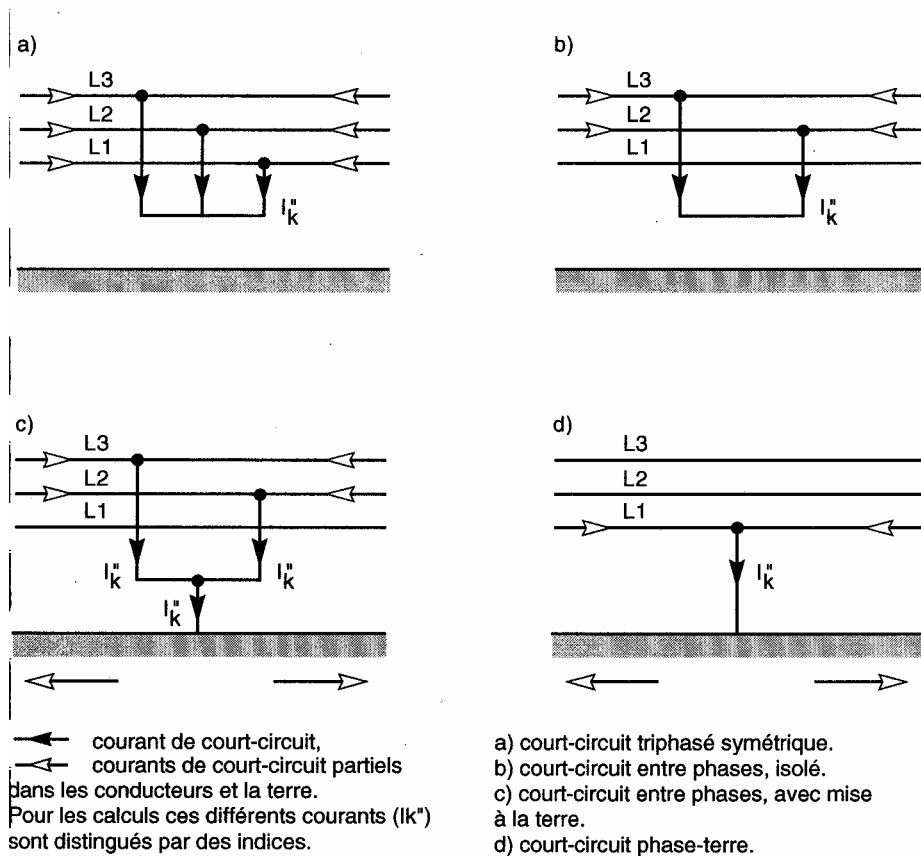 a)
L3
L2
L1
I"k
b)
L3
L2
L1
I"k
c)
L3
L2
L1
I"k
I"k
I"k
d)
L3
L2
L1
I"k
courant de court-circuit,
courants de court-circuit partiels
dans les conducteurs et la terre.
Pour les calculs ces différents courants (Ik")
sont distingués par des indices.
a) court-circuit triphasé symétrique.
b) court-circuit entre phases, isolé.
c) court-circuit entre phases, avec mise
à la terre.
d) court-circuit phase-terre.